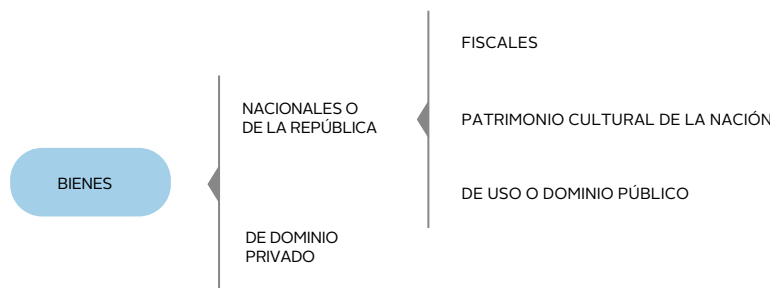 BIENES
NACIONALES O
DE LA REPÚBLICA
DE DOMINIO
PRIVADO
FISCALES
PATRIMONIO CULTURAL DE LA NACIÓN
DE USO O DOMINIO PÚBLICO